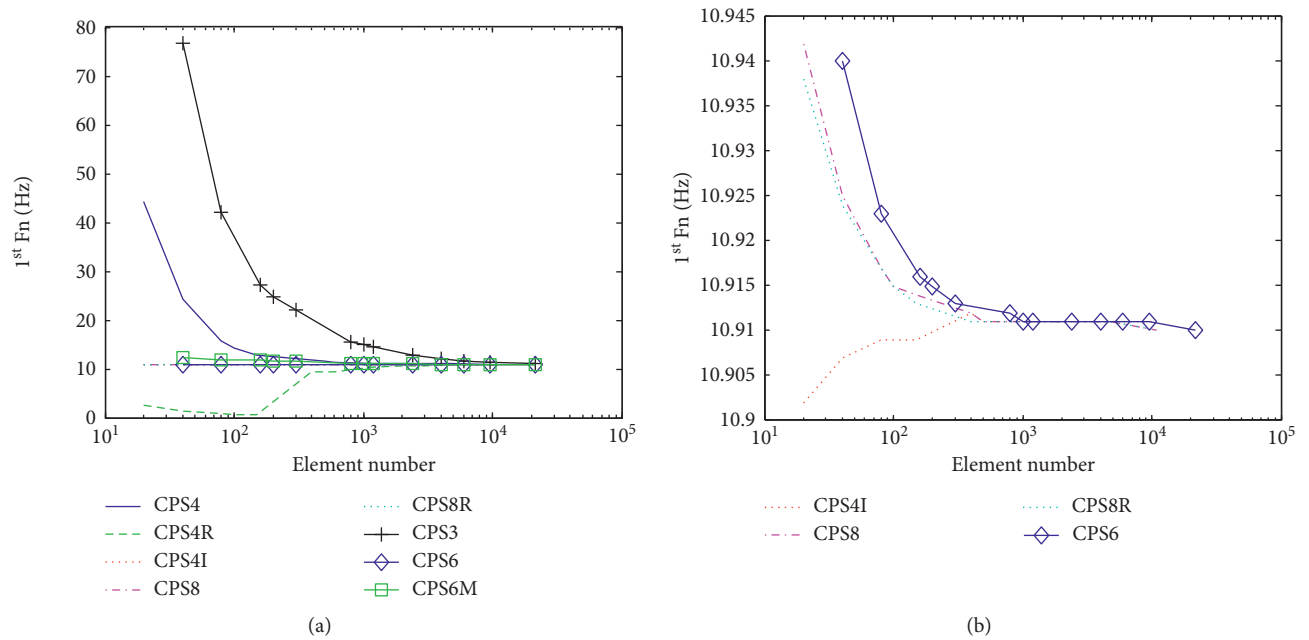 80
70
60
50
40
30
20
10
0
1st Fn (Hz)
10^1 10^2 10^3 10^4 10^5
Element number
CPS4
CPS4R
CPS4I
CPS8
CPS8R
CPS3
CPS6
CPS6M
(a)
10.945
10.94
10.935
10.93
10.925
10.92
10.915
10.91
10.905
10.9
1st Fn (Hz)
10^1 10^2 10^3 10^4 10^5
Element number
CPS4I
CPS8
CPS8R
CPS6
(b)